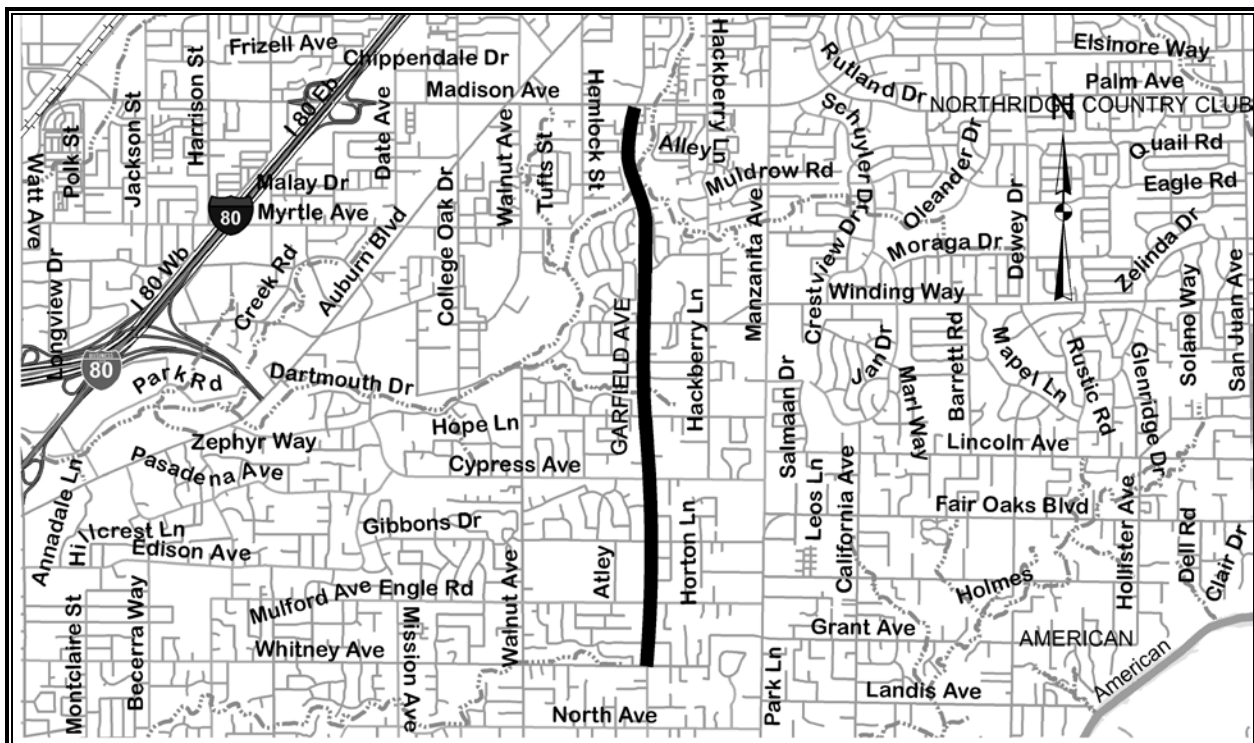 Frizell Ave
Chippendale Dr
Hackberry Ln
Rutland Dr
Elsinore Way
Palm Ave
NORTHRIDGE COUNTRY CLUB
Harrison St
I 80 Eb
Madison Ave
Hemlock St
Jackson St
Polk St
Watt Ave
Date Ave
Walnut Ave
Tufts St
Alley
Schuyler Dr
N
Quail Rd
Muldrow Rd
Oleander Dr
Eagle Rd
Malay Dr
80
Myrtle Ave
Auburn Blvd
College Oak Dr
Manzanita Ave
Crestview Dr
Moraga Dr
Dewey Dr
Zelinda Dr
Longview Dr
I 80 Wb
Creek Rd
Winding Way
Solano Way
San Juan Ave
GARFIELD AVE
Hackberry Ln
BUSINESS
80
Park Rd
Dartmouth Dr
Jan Dr
Barrett Rd
Mapel Ln
Rustic Rd
Glenridge Dr
Salmaan Dr
Marl Way
Hope Ln
Zephyr Way
Lincoln Ave
Pasadena Ave
Cypress Ave
Annadale Ln
Leos Ln
California Ave
Fair Oaks Blvd
Hollister Ave
Hillcrest Ln
Gibbons Dr
Horton Ln
Dell Rd
Edison Ave
Atley
Clair Dr
Mulford Ave
Engle Rd
Walnut Ave
Holmes
Montclaire St
Becerra Way
Mission Ave
Grant Ave
AMERICAN
Whitney Ave
American
Park Ln
Landis Ave
North Ave